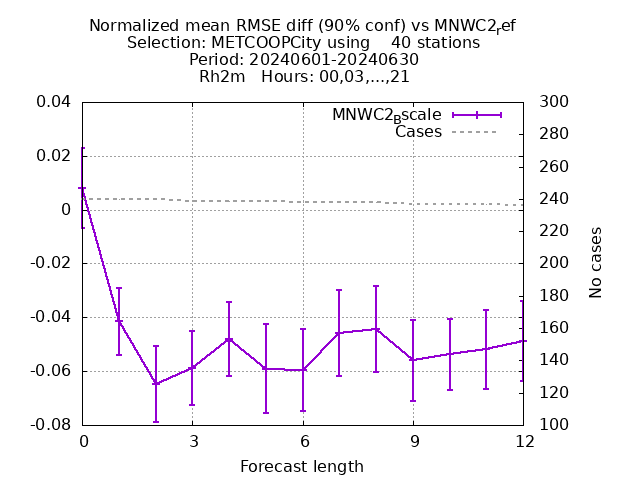 Normalized mean RMSE diff (90% conf) vs MNWC2ref
Selection: METCOOPCity using    40 stations
Period: 20240601-20240630
Rh2m   Hours: 00,03,...,21
MNWC2Bscale
Cases
0.04
0.02
0
-0.02
-0.04
-0.06
-0.08
300
280
260
240
220
200
180
160
140
120
100
No cases
0 3 6 9 12
Forecast length